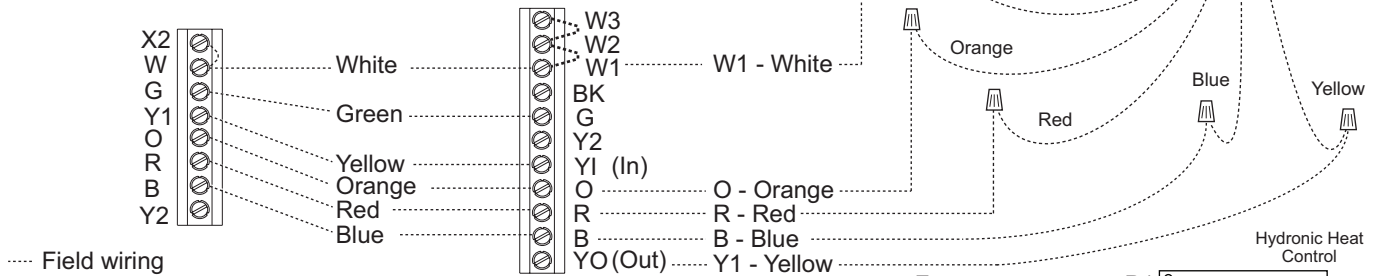 X2
W
G
Y1
O
R
B
Y2
White
Green
Yellow
Orange
Red
Blue
Field wiring
W3
W2
W1
BK
G
Y2
YI (In)
O
R
B
YO (Out)
W1 - White
O - Orange
R - Red
B - Blue
Y1 - Yellow
Orange
Red
Blue
Yellow
Hydronic Heat
Control